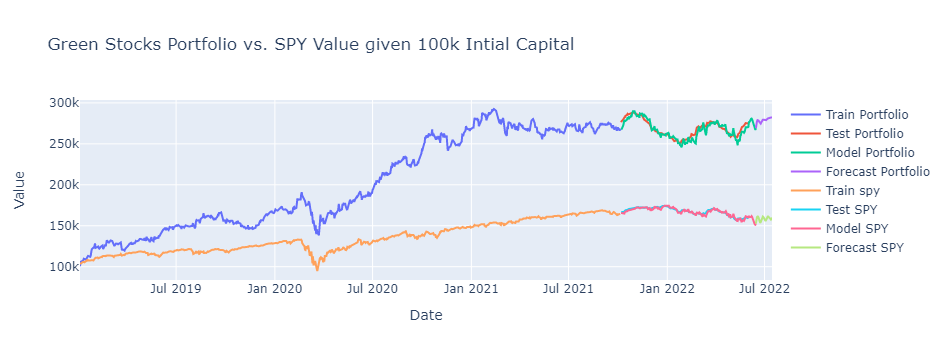 Green Stocks Portfolio vs. SPY Value given 100k Intial Capital
300k
250k
200k
150k
100k
Value
Jul 2019
Jan 2020
Jul 2020
Jan 2021
Jul 2021
Jan 2022
Jul 2022
Date
Train Portfolio
Test Portfolio
Model Portfolio
Forecast Portfolio
Train spy
Test SPY
Model SPY
Forecast SPY